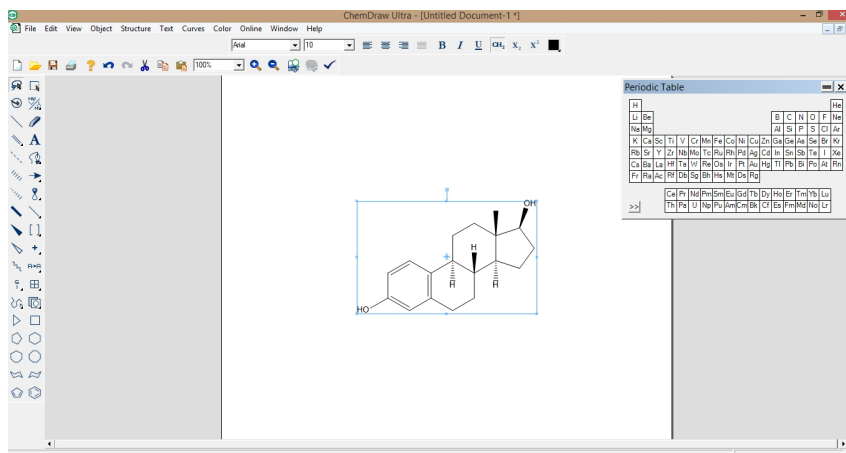 ChemDraw Ultra - [Untitled Document-1 *]
File Edit View Object Structure Text Curves Color Online Window Help
Arial 10 B I U CH₂ X₂ X²
100%
A
Periodic Table
H He
Li Be B C N O F Ne
Na Mg Al Si P S Cl Ar
K Ca Sc Ti V Cr Mn Fe Co Ni Cu Zn Ga Ge As Se Br Kr
Rb Sr Y Zr Nb Mo Tc Ru Rh Pd Ag Cd In Sn Sb Te I Xe
Cs Ba La Hf Ta W Re Os Ir Pt Au Hg Tl Pb Bi Po At Rn
Fr Ra Ac Rf Db Sg Bh Hs Mt Ds Rg
Ce Pr Nd Pm Sm Eu Gd Tb Dy Ho Er Tm Yb Lu
>> Th Pa U Np Pu Am Cm Bk Cf Es Fm Md No Lr
OH
H
H H
HO